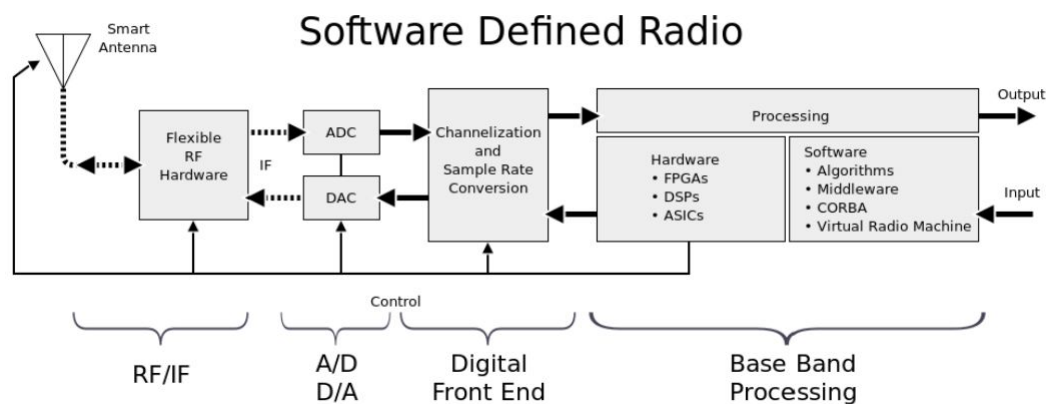 Software Defined Radio
Smart
Antenna
Flexible
RF
Hardware
IF
ADC
DAC
Channelization
and
Sample Rate
Conversion
Processing
Hardware
• FPGAs
• DSPs
• ASICs
Software
• Algorithms
• Middleware
• CORBA
• Virtual Radio Machine
Output
Input
Control
RF/IF
A/D
D/A
Digital
Front End
Base Band
Processing